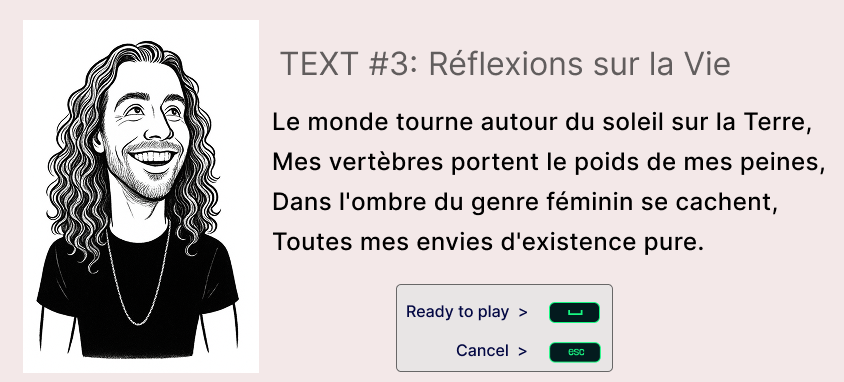 TEXT #3: Réflexions sur la Vie
Le monde tourne autour du soleil sur la Terre,
Mes vertèbres portent le poids de mes peines,
Dans l'ombre du genre féminin se cachent,
Toutes mes envies d'existence pure.
Ready to play >
Cancel > esc